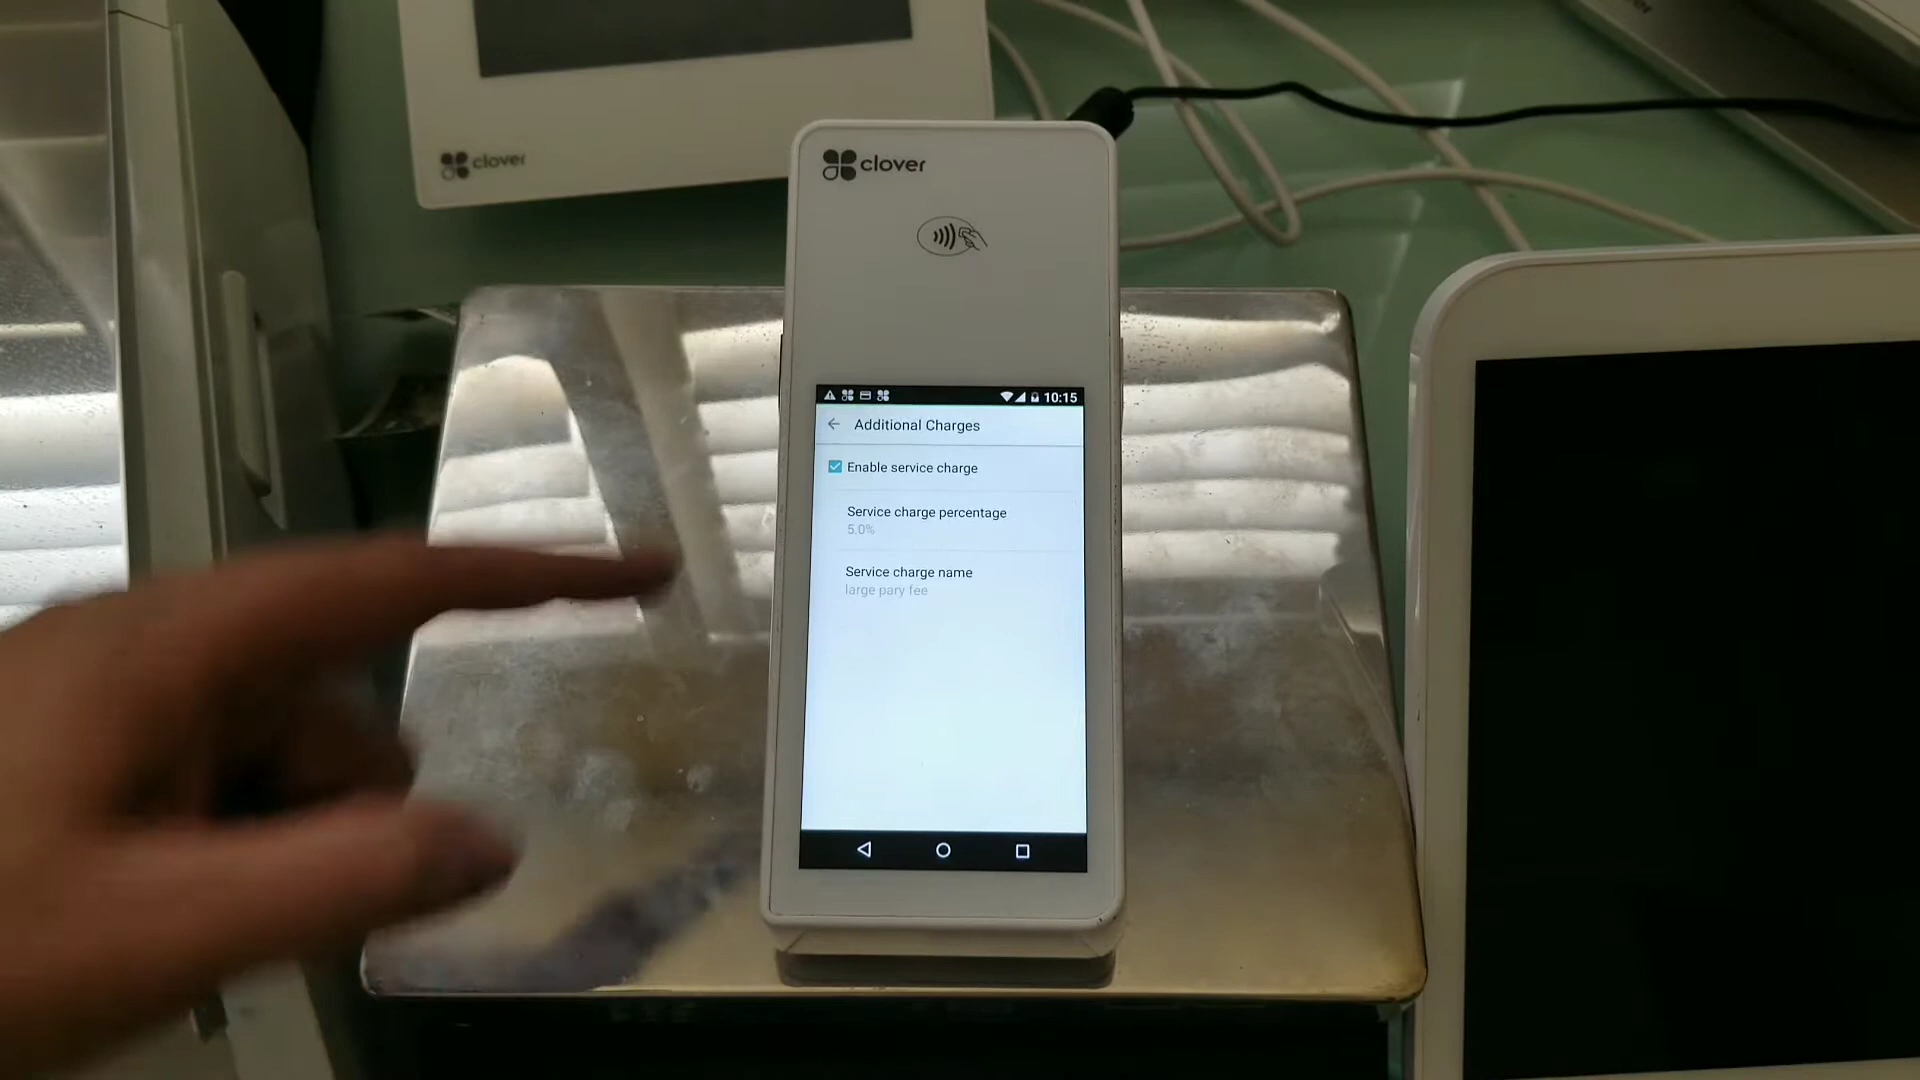 clover
clover
10:15
Additional Charges
Enable service charge
Service charge percentage
5.0%
Service charge name
large pary fee